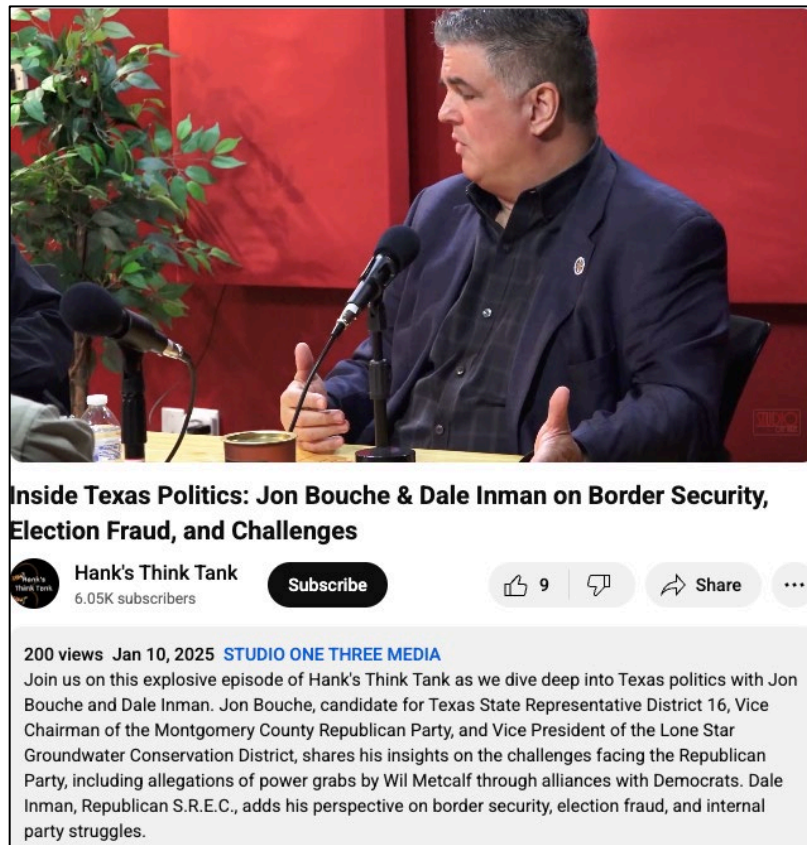 STUDIO
Inside Texas Politics: Jon Bouche & Dale Inman on Border Security,
Election Fraud, and Challenges
Hank's
Think Tank
Hank's Think Tank
6.05K subscribers
Subscribe
9
Share
200 views Jan 10, 2025 STUDIO ONE THREE MEDIA
Join us on this explosive episode of Hank's Think Tank as we dive deep into Texas politics with Jon
Bouche and Dale Inman. Jon Bouche, candidate for Texas State Representative District 16, Vice
Chairman of the Montgomery County Republican Party, and Vice President of the Lone Star
Groundwater Conservation District, shares his insights on the challenges facing the Republican
Party, including allegations of power grabs by Wil Metcalf through alliances with Democrats. Dale
Inman, Republican S.R.E.C., adds his perspective on border security, election fraud, and internal
party struggles.